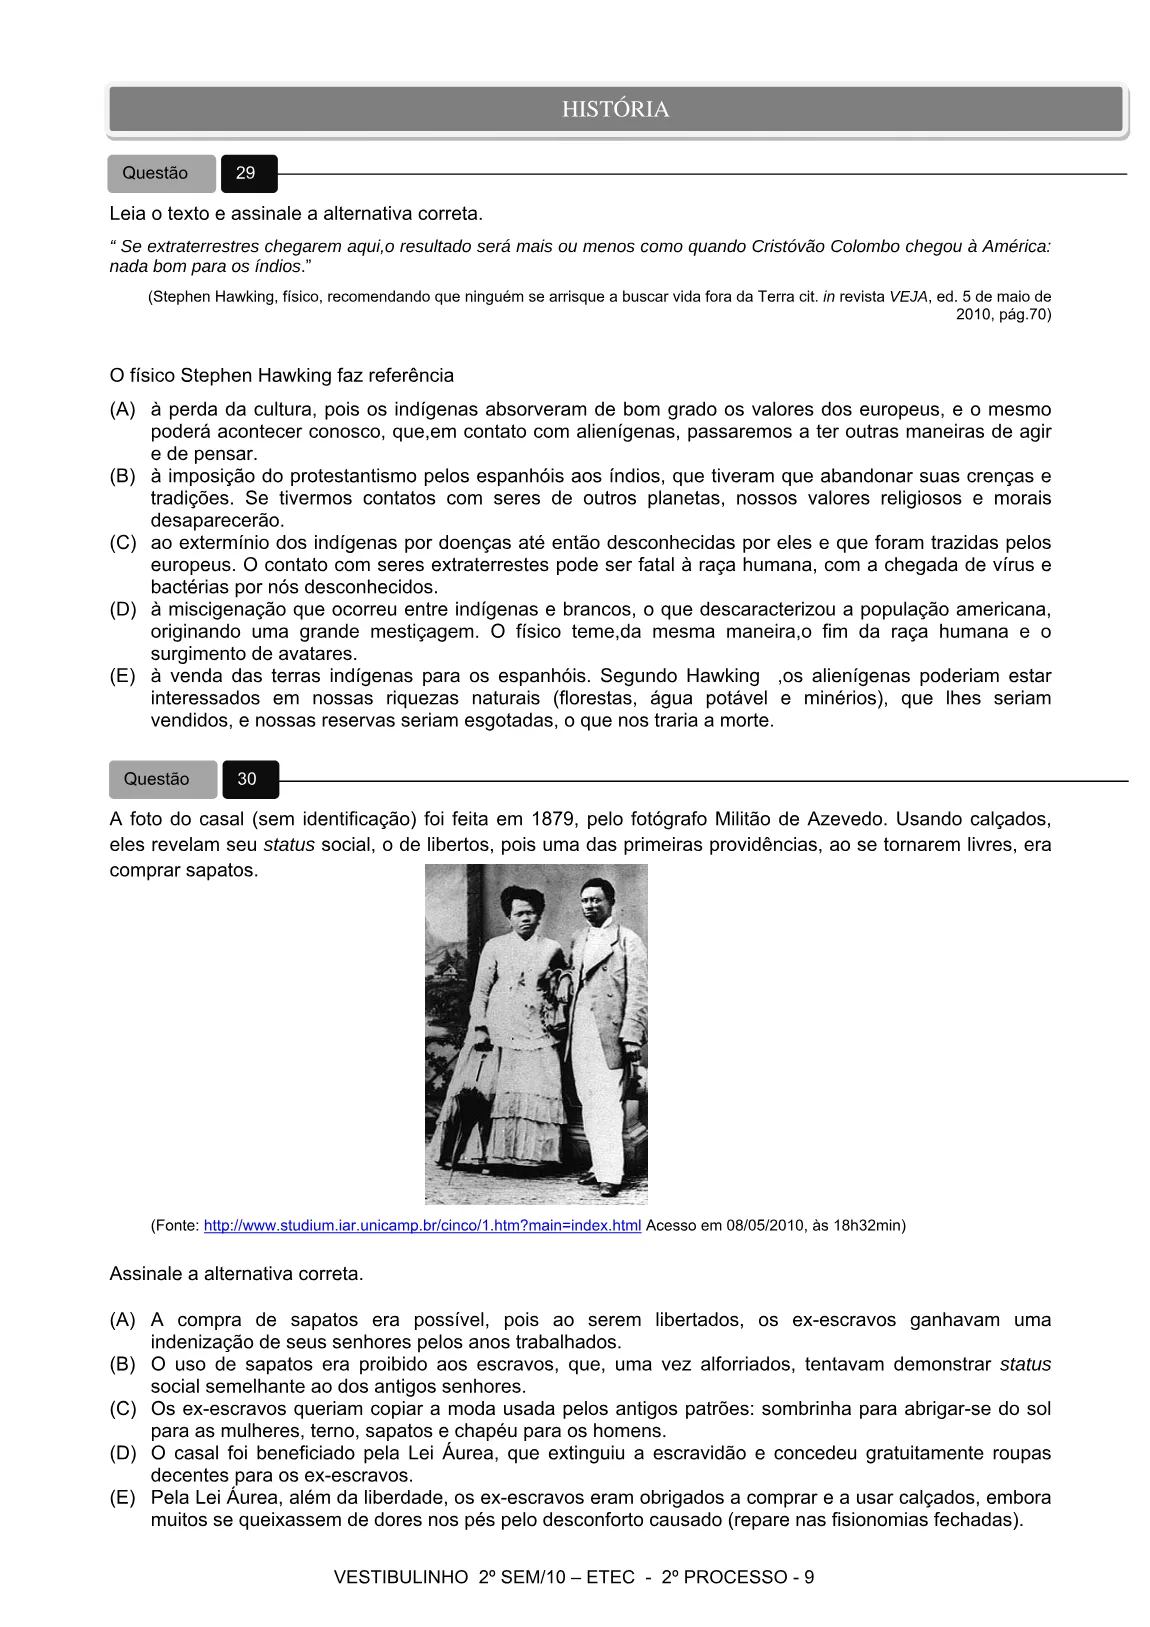 HISTÓRIA
Questão 29
Leia o texto e assinale a alternativa correta.
“ Se extraterrestres chegarem aqui,o resultado será mais ou menos como quando Cristóvão Colombo chegou à América:
nada bom para os índios.”
(Stephen Hawking, físico, recomendando que ninguém se arrisque a buscar vida fora da Terra cit. in revista VEJA, ed. 5 de maio de
2010, pág.70)
O físico Stephen Hawking faz referência
(A) à perda da cultura, pois os indígenas absorveram de bom grado os valores dos europeus, e o mesmo
poderá acontecer conosco, que,em contato com alienígenas, passaremos a ter outras maneiras de agir
e de pensar.
(B) à imposição do protestantismo pelos espanhóis aos índios, que tiveram que abandonar suas crenças e
tradições. Se tivermos contatos com seres de outros planetas, nossos valores religiosos e morais
desaparecerão.
(C) ao extermínio dos indígenas por doenças até então desconhecidas por eles e que foram trazidas pelos
europeus. O contato com seres extraterrestes pode ser fatal à raça humana, com a chegada de vírus e
bactérias por nós desconhecidos.
(D) à miscigenação que ocorreu entre indígenas e brancos, o que descaracterizou a população americana,
originando uma grande mestiçagem. O físico teme,da mesma maneira,o fim da raça humana e o
surgimento de avatares.
(E) à venda das terras indígenas para os espanhóis. Segundo Hawking ,os alienígenas poderiam estar
interessados em nossas riquezas naturais (florestas, água potável e minérios), que lhes seriam
vendidos, e nossas reservas seriam esgotadas, o que nos traria a morte.
Questão 30
A foto do casal (sem identificação) foi feita em 1879, pelo fotógrafo Militão de Azevedo. Usando calçados,
eles revelam seu status social, o de libertos, pois uma das primeiras providências, ao se tornarem livres, era
comprar sapatos.
(Fonte: http://www.studium.iar.unicamp.br/cinco/1.htm?main=index.html Acesso em 08/05/2010, às 18h32min)
Assinale a alternativa correta.
(A) A compra de sapatos era possível, pois ao serem libertados, os ex-escravos ganhavam uma
indenização de seus senhores pelos anos trabalhados.
(B) O uso de sapatos era proibido aos escravos, que, uma vez alforriados, tentavam demonstrar status
social semelhante ao dos antigos senhores.
(C) Os ex-escravos queriam copiar a moda usada pelos antigos patrões: sombrinha para abrigar-se do sol
para as mulheres, terno, sapatos e chapéu para os homens.
(D) O casal foi beneficiado pela Lei Áurea, que extinguiu a escravidão e concedeu gratuitamente roupas
decentes para os ex-escravos.
(E) Pela Lei Áurea, além da liberdade, os ex-escravos eram obrigados a comprar e a usar calçados, embora
muitos se queixassem de dores nos pés pelo desconforto causado (repare nas fisionomias fechadas).
VESTIBULINHO 2º SEM/10 – ETEC - 2º PROCESSO - 9